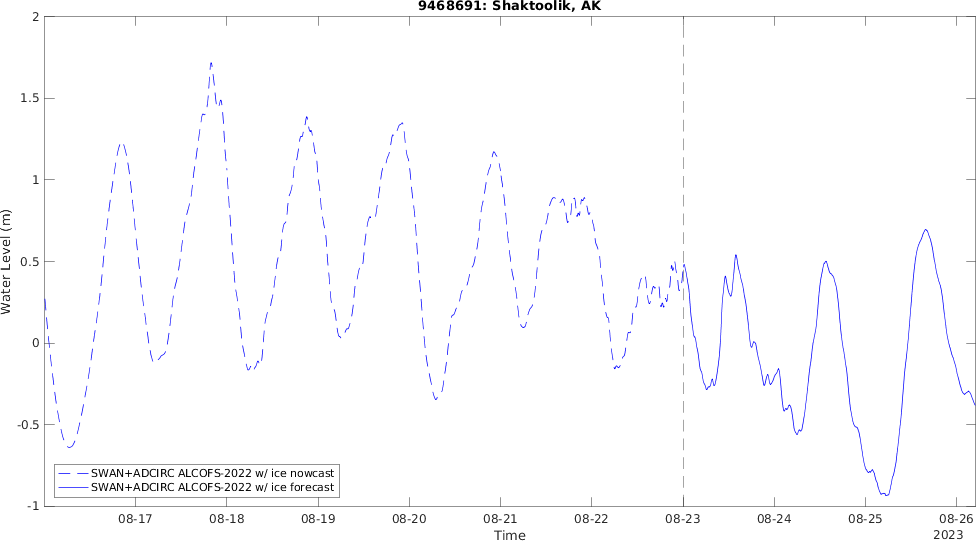 9468691: Shaktoolik, AK
2
1.5
1
0.5
0
-0.5
-1
Water Level (m)
SWAN+ADCIRC ALCOFS-2022 w/ ice nowcast
SWAN+ADCIRC ALCOFS-2022 w/ ice forecast
08-17 08-18 08-19 08-20 08-21 08-22 08-23 08-24 08-25 08-26
Time 2023